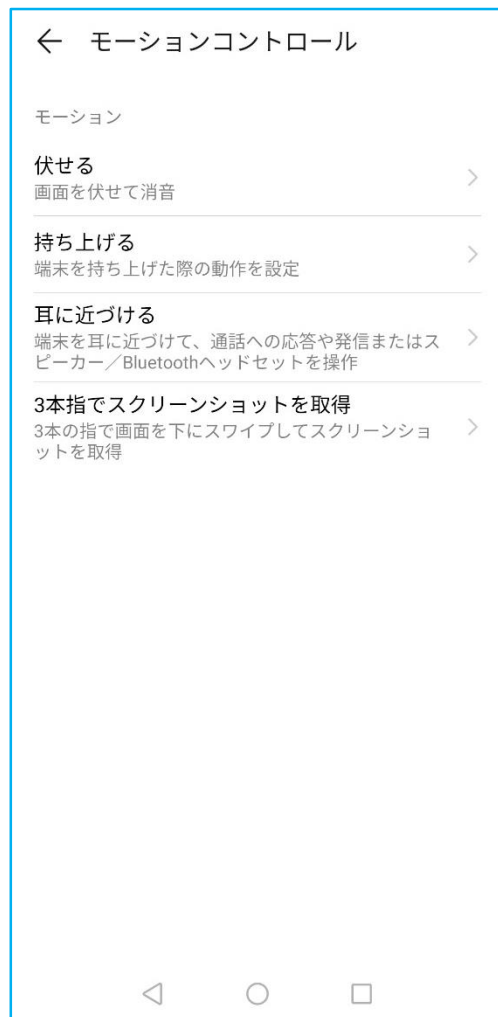 モーションコントロール
モーション
伏せる
画面を伏せて消音
持ち上げる
端末を持ち上げた際の動作を設定
耳に近づける
端末を耳に近づけて、通話への応答や発信またはス
ピーカー／Bluetoothヘッドセットを操作
3本指でスクリーンショットを取得
3本の指で画面を下にスワイプしてスクリーンショ
ットを取得